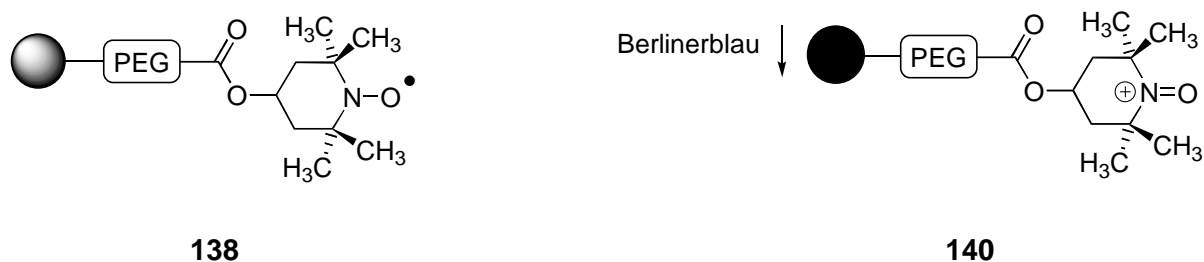 H3C CH3
O
PEG
O
N–O•
H3C CH3
138
Berlinerblau
H3C CH3
O
PEG
O
⊕ N=O
H3C CH3
140